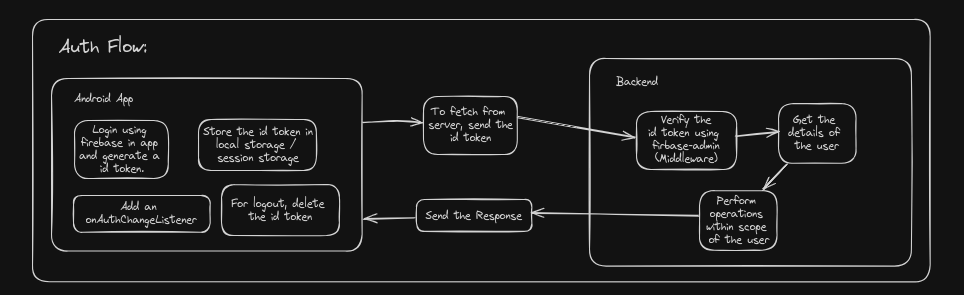 Auth Flow:
Android App
Login using
firebase in app
and generate a
id token.
Store the id token in
local storage /
session storage
Add an
onAuthChangeListener
For logout, delete
the id token
To fetch from
server, send the
id token
Send the Response
Backend
Verify the
id token using
firbase-admin
(Middleware)
Get the
details of
the user
Perform
operations
within scope
of the user